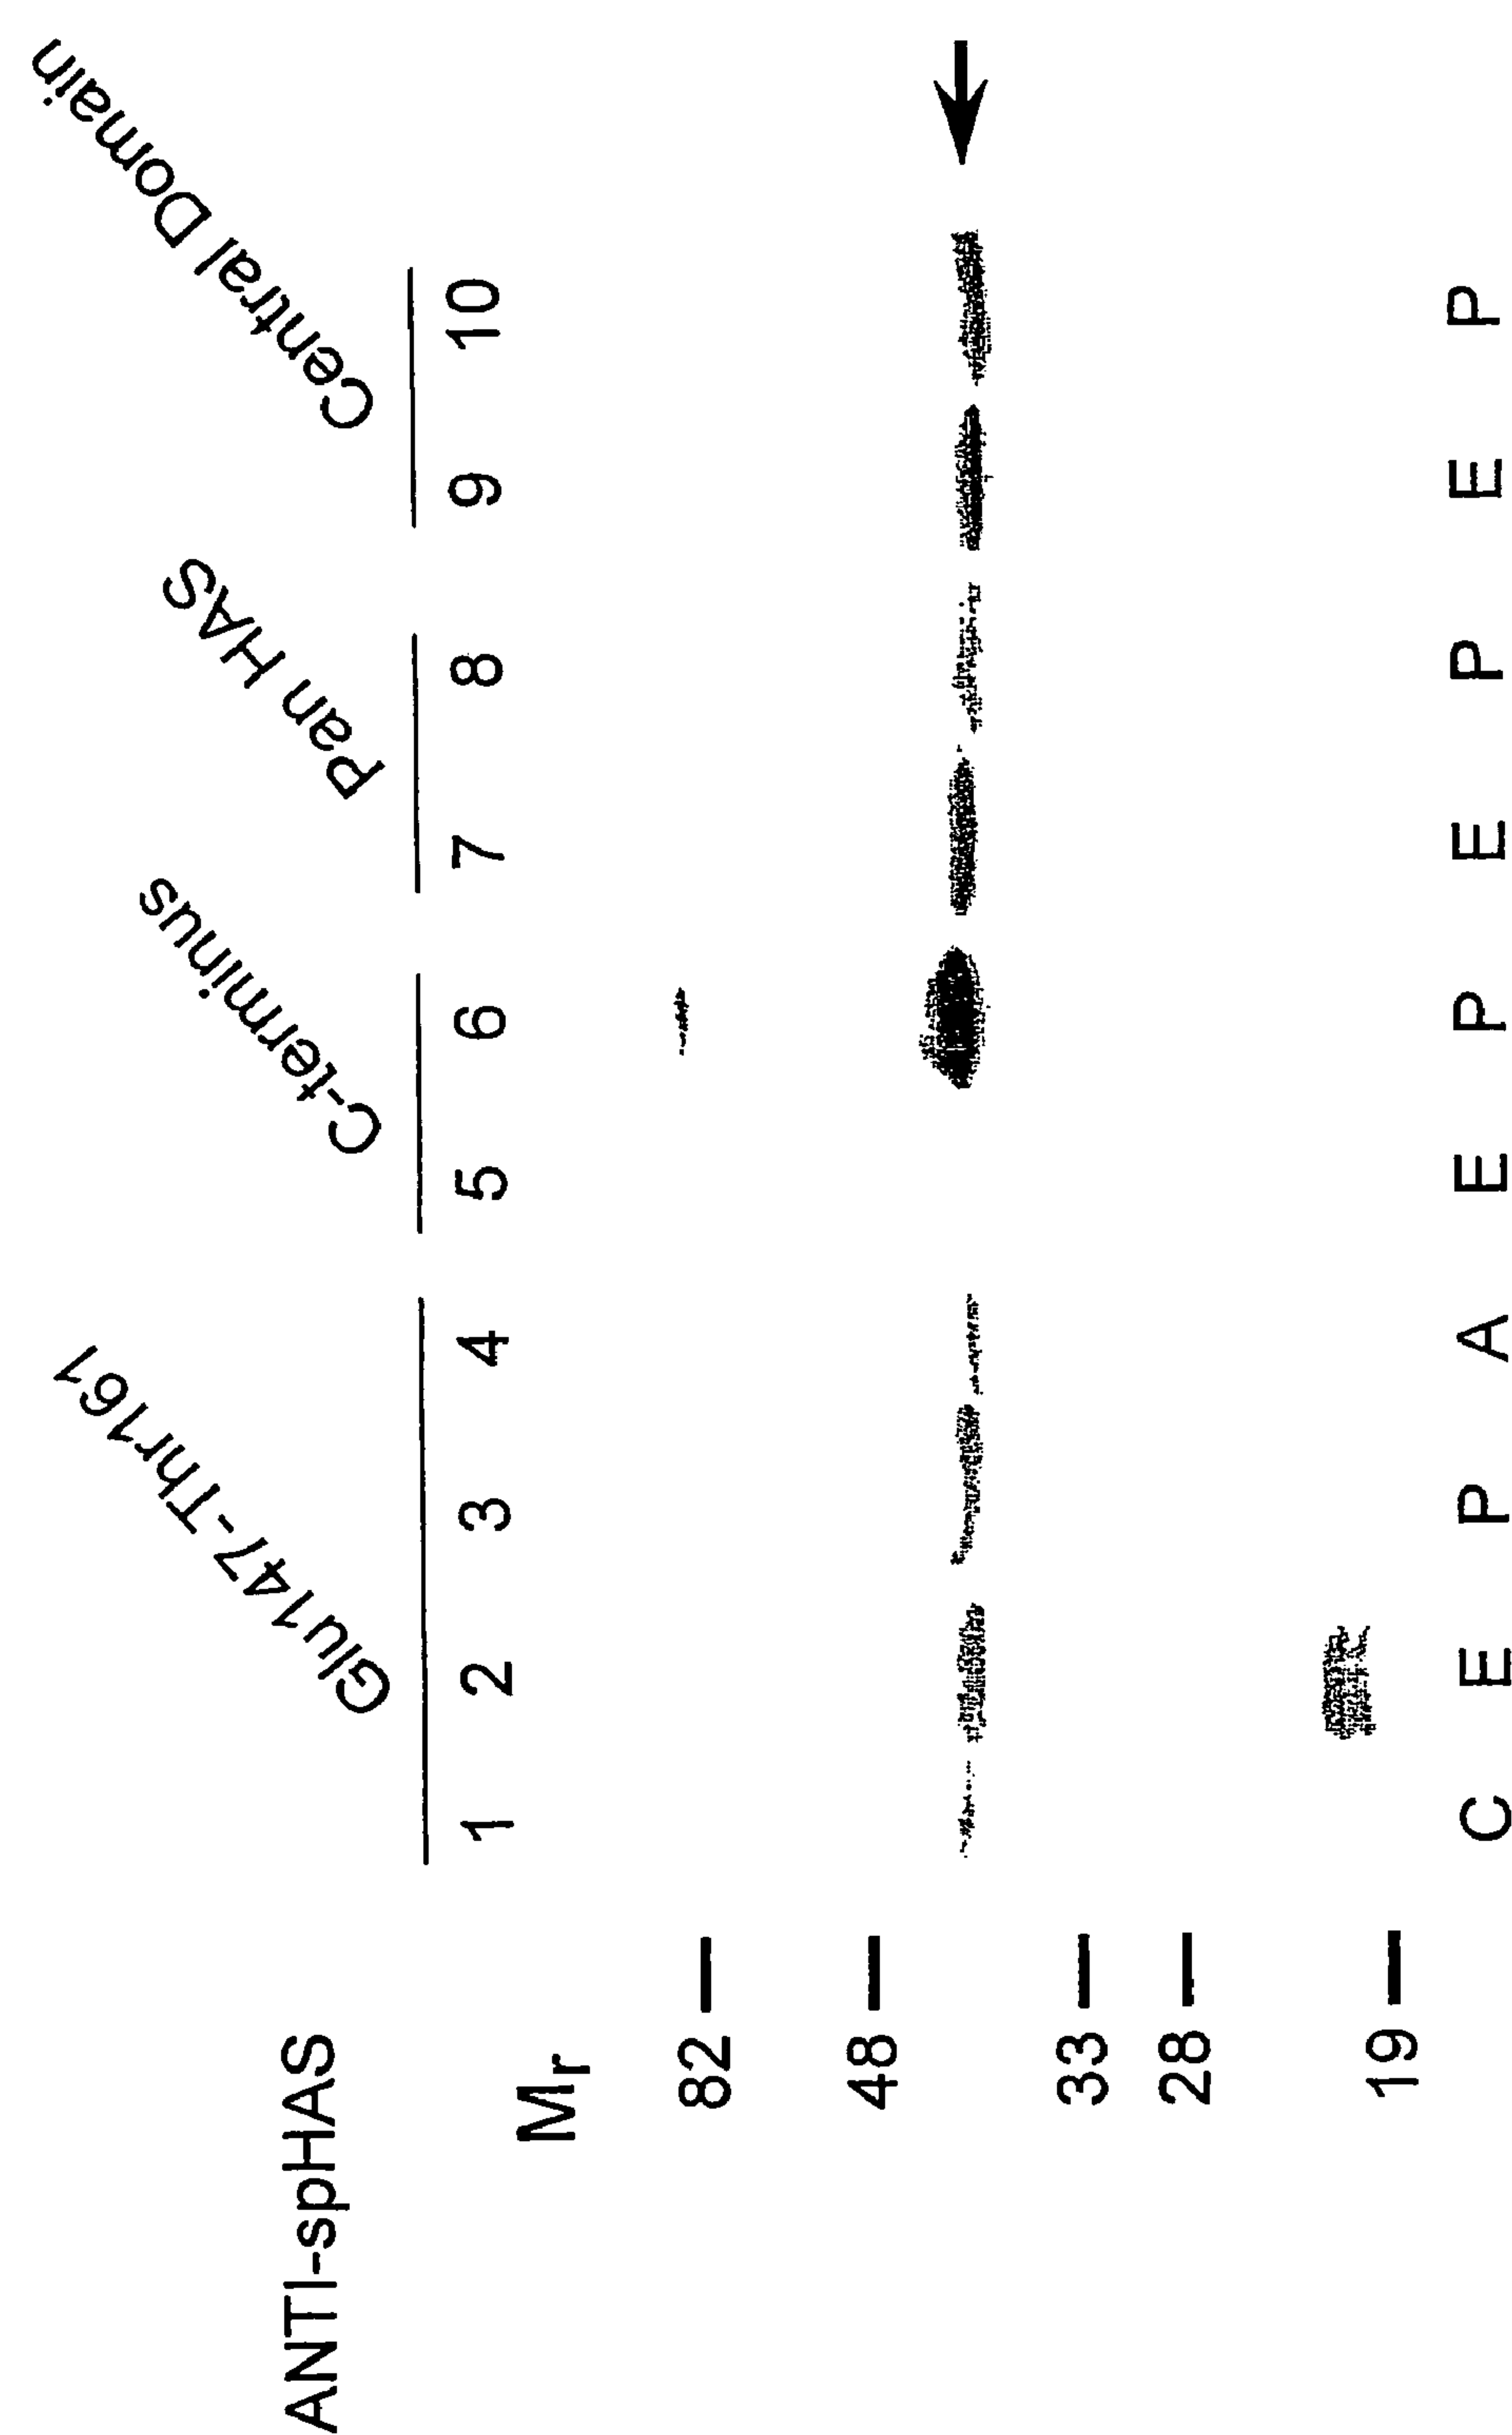 ANTI-spHAS
Glu147-Thr161
C-terminus
Pan HAS
Central Domain
Mr
1 2 3 4 5 6 7 8 9 10
82
48
33
28
19
C E P A E P E P E P